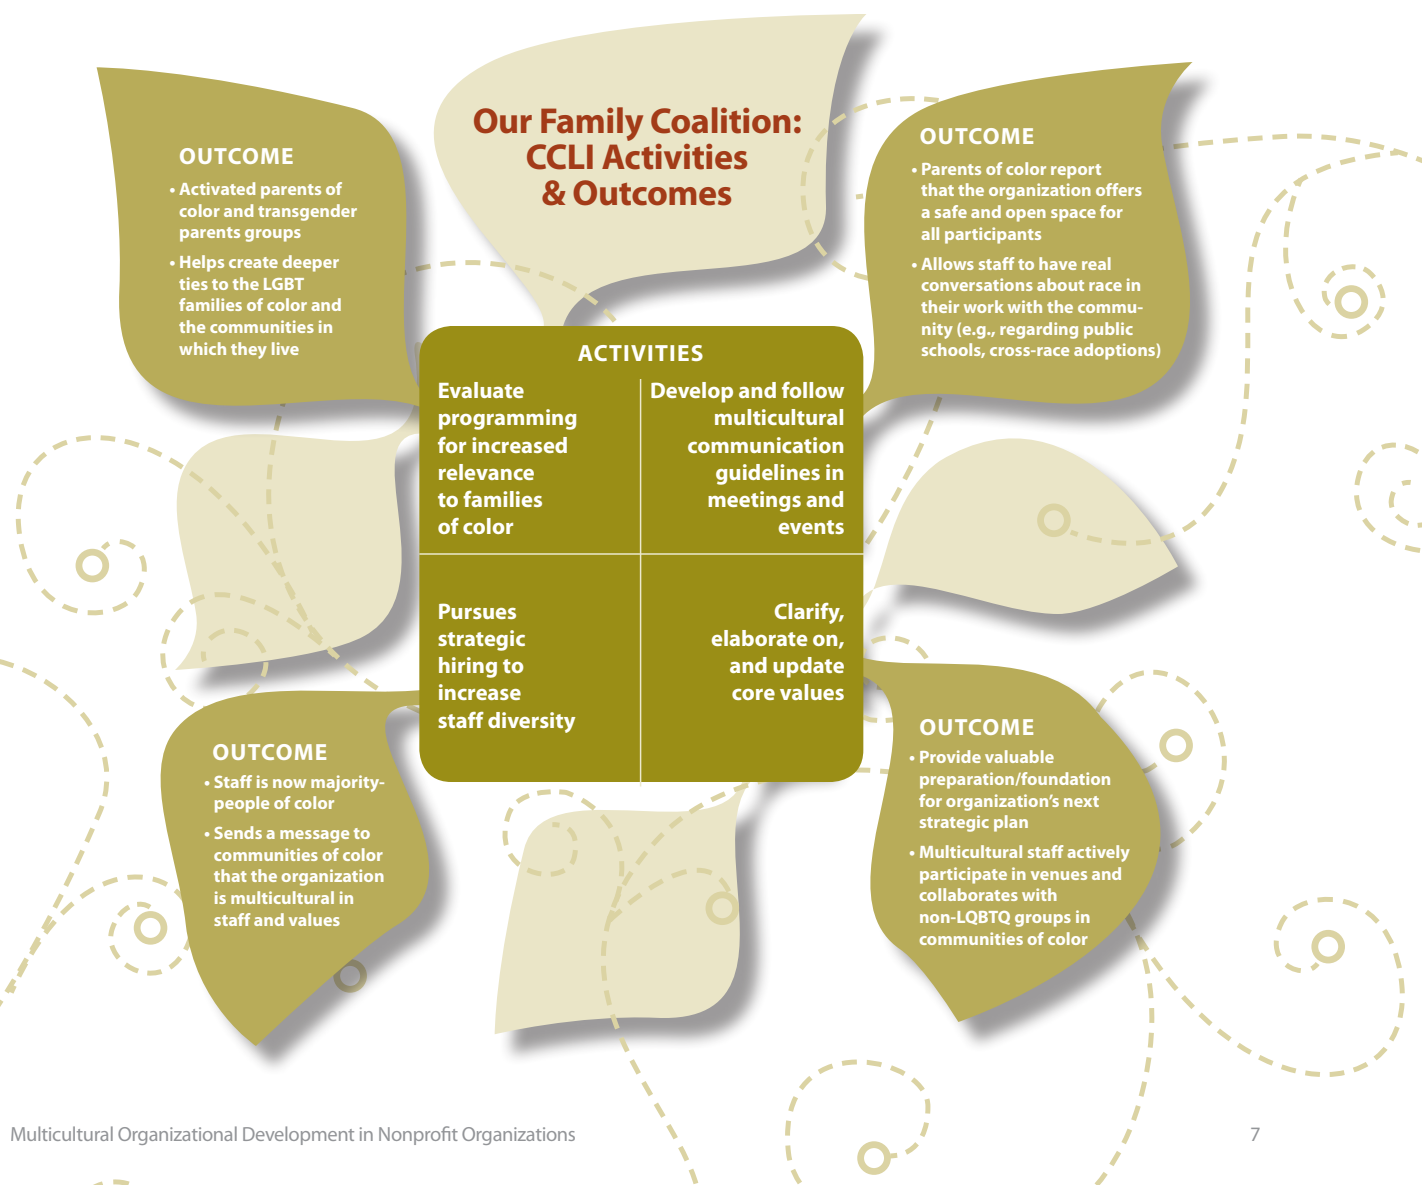 Our Family Coalition:
CCLI Activities
& Outcomes
OUTCOME
• Activated parents of
color and transgender
parents groups
• Helps create deeper
ties to the LGBT
families of color and
the communities in
which they live
OUTCOME
• Parents of color report
that the organization offers
a safe and open space for
all participants
• Allows staff to have real
conversations about race in
their work with the commu-
nity (e.g., regarding public
schools, cross-race adoptions)
ACTIVITIES
Evaluate
programming
for increased
relevance
to families
of color
Develop and follow
multicultural
communication
guidelines in
meetings and
events
Pursues
strategic
hiring to
increase
staff diversity
Clarify,
elaborate on,
and update
core values
OUTCOME
• Staff is now majority-
people of color
• Sends a message to
communities of color
that the organization
is multicultural in
staff and values
OUTCOME
• Provide valuable
preparation/foundation
for organization’s next
strategic plan
• Multicultural staff actively
participate in venues and
collaborates with
non-LQBTQ groups in
communities of color
Multicultural Organizational Development in Nonprofit Organizations
7